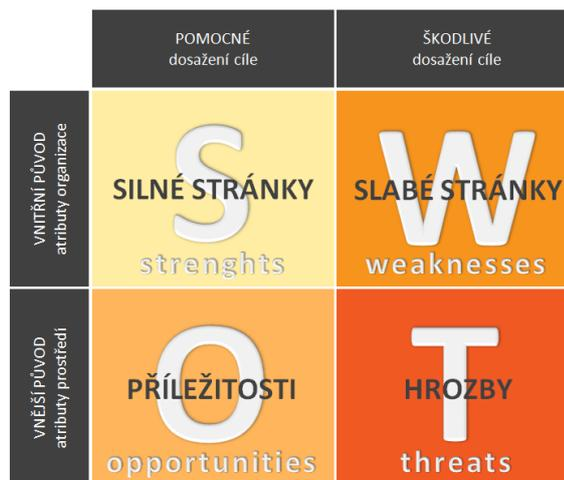 POMOCNÉ
dosažení cíle
ŠKODLIVÉ
dosažení cíle
VNITŘNÍ PŮVOD
atributy organizace
S
SILNÉ STRÁNKY
strenghts
W
SLABÉ STRÁNKY
weaknesses
VNĚJŠÍ PŮVOD
atributy prostředí
O
PŘÍLEŽITOSTI
opportunities
T
HROZBY
threats